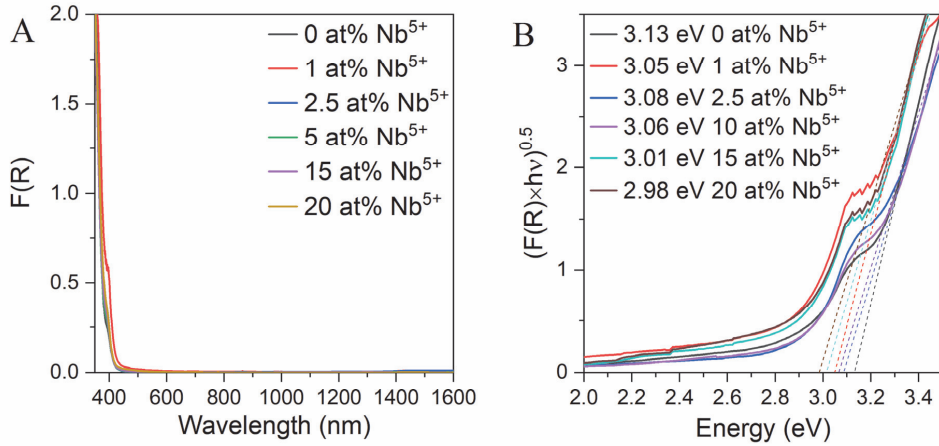 A
F(R)
2.0
1.5
1.0
0.5
0.0
0 at% Nb⁵⁺
1 at% Nb⁵⁺
2.5 at% Nb⁵⁺
5 at% Nb⁵⁺
15 at% Nb⁵⁺
20 at% Nb⁵⁺
400 600 800 1000 1200 1400 1600
Wavelength (nm)
B
(F(R)×hν)⁰·⁵
3
2
1
0
3.13 eV 0 at% Nb⁵⁺
3.05 eV 1 at% Nb⁵⁺
3.08 eV 2.5 at% Nb⁵⁺
3.06 eV 10 at% Nb⁵⁺
3.01 eV 15 at% Nb⁵⁺
2.98 eV 20 at% Nb⁵⁺
2.0 2.2 2.4 2.6 2.8 3.0 3.2 3.4
Energy (eV)